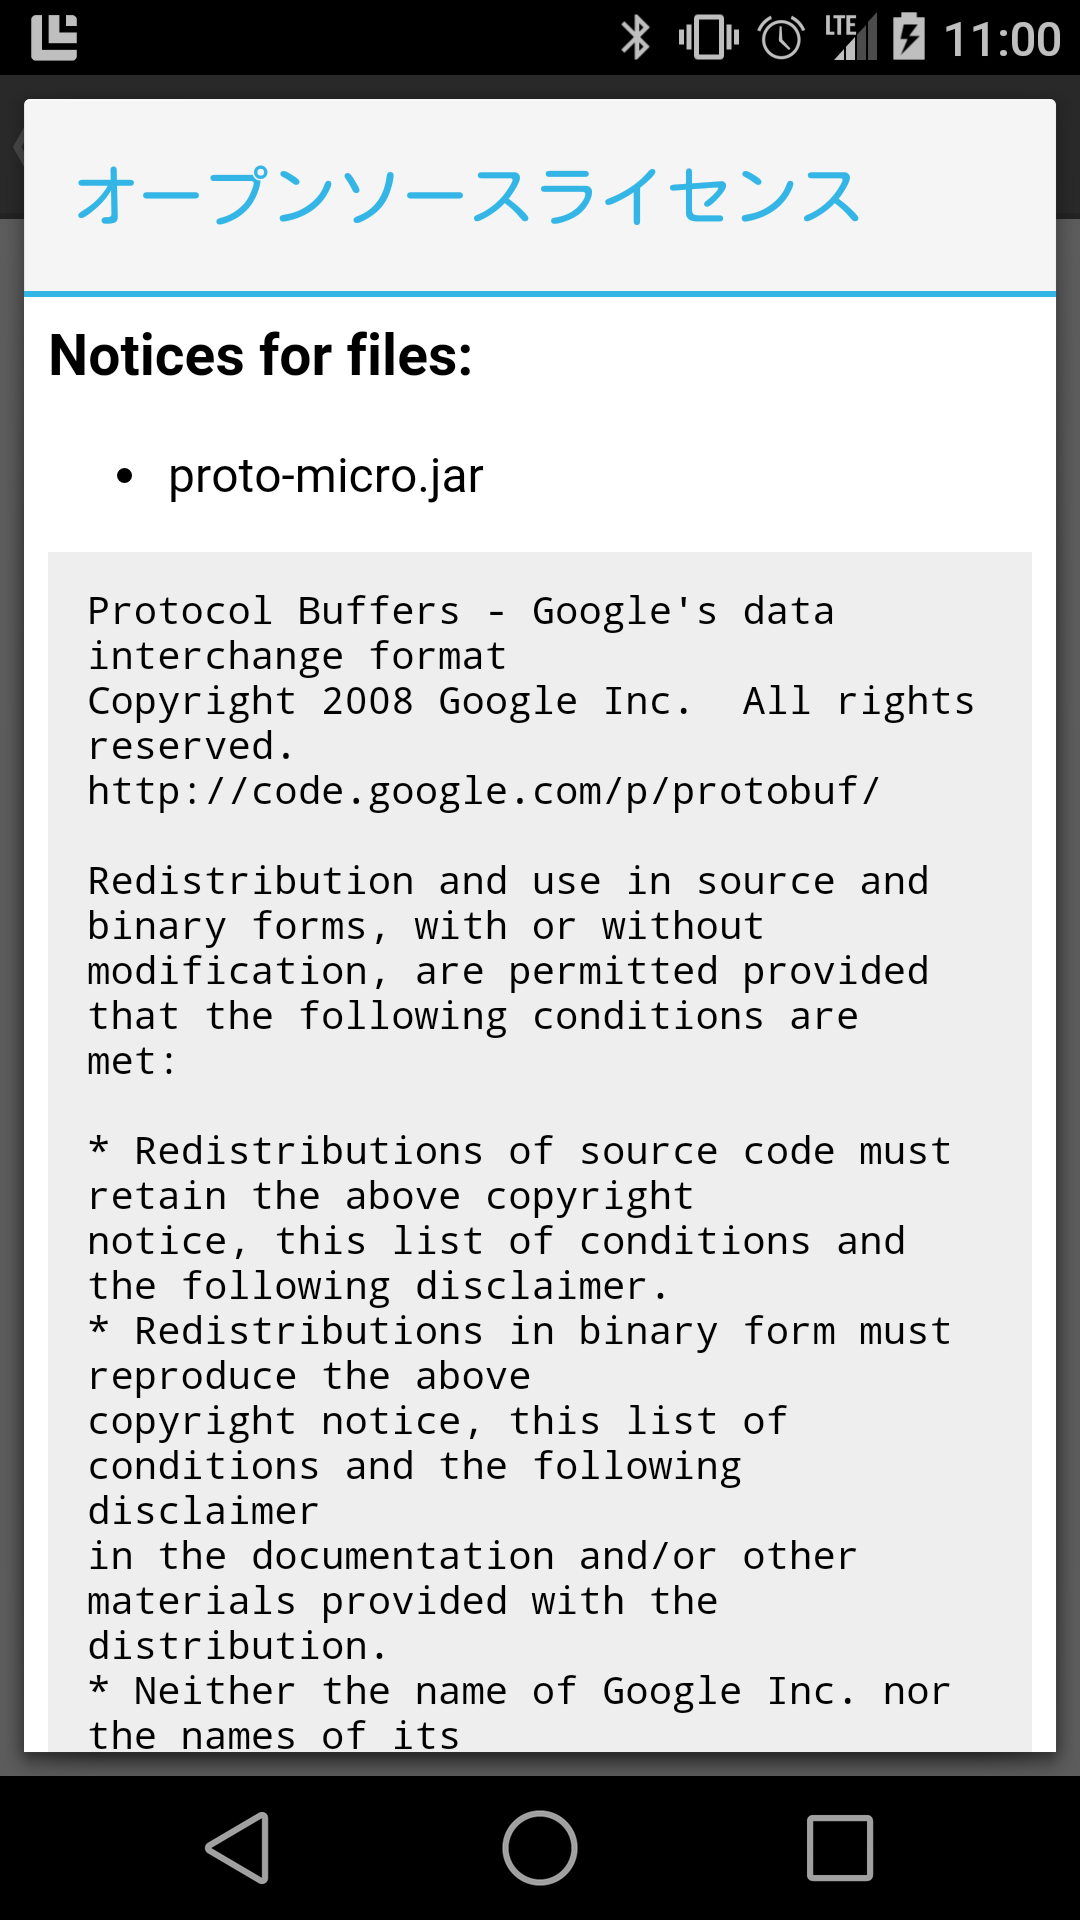 LTE 11:00
オープンソースライセンス
Notices for files:
• proto-micro.jar
Protocol Buffers - Google's data
interchange format
Copyright 2008 Google Inc.  All rights
reserved.
http://code.google.com/p/protobuf/
Redistribution and use in source and
binary forms, with or without
modification, are permitted provided
that the following conditions are
met:
* Redistributions of source code must
retain the above copyright
notice, this list of conditions and
the following disclaimer.
* Redistributions in binary form must
reproduce the above
copyright notice, this list of
conditions and the following
disclaimer
in the documentation and/or other
materials provided with the
distribution.
* Neither the name of Google Inc. nor
the names of its